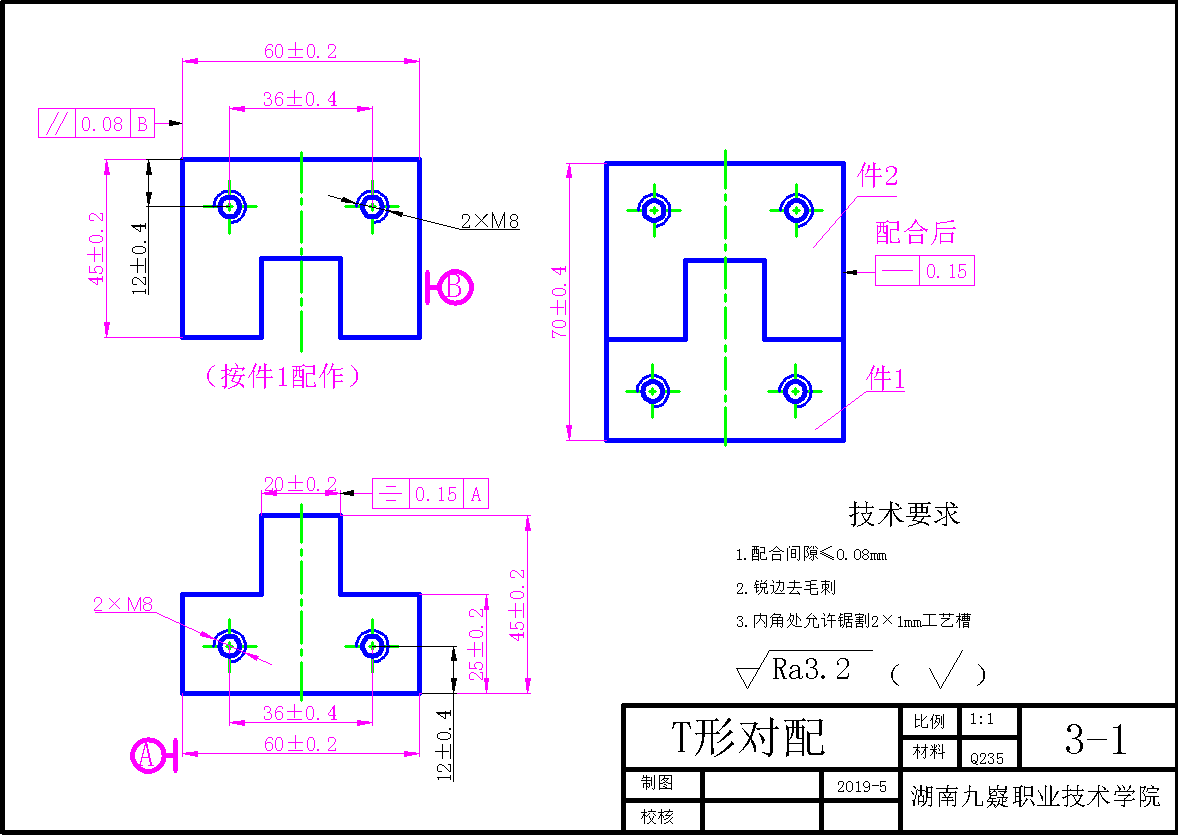 60±0.2
36±0.4
// 0.08 B
45±0.2
12±0.4
2×M8
B
(按件1配作)
件2
配合后
— 0.15
70±0.4
件1
20±0.2
0.15 A
2×M8
45±0.2
25±0.2
36±0.4
12±0.4
60±0.2
A
技术要求
1.配合间隙≤0.08mm
2.锐边去毛刺
3.内角处允许锯割2×1mm工艺槽
Ra3.2 ( √ )
T形对配
比例 1:1
材料 Q235
3-1
制图 2019-5
校核
湖南九嶷职业技术学院